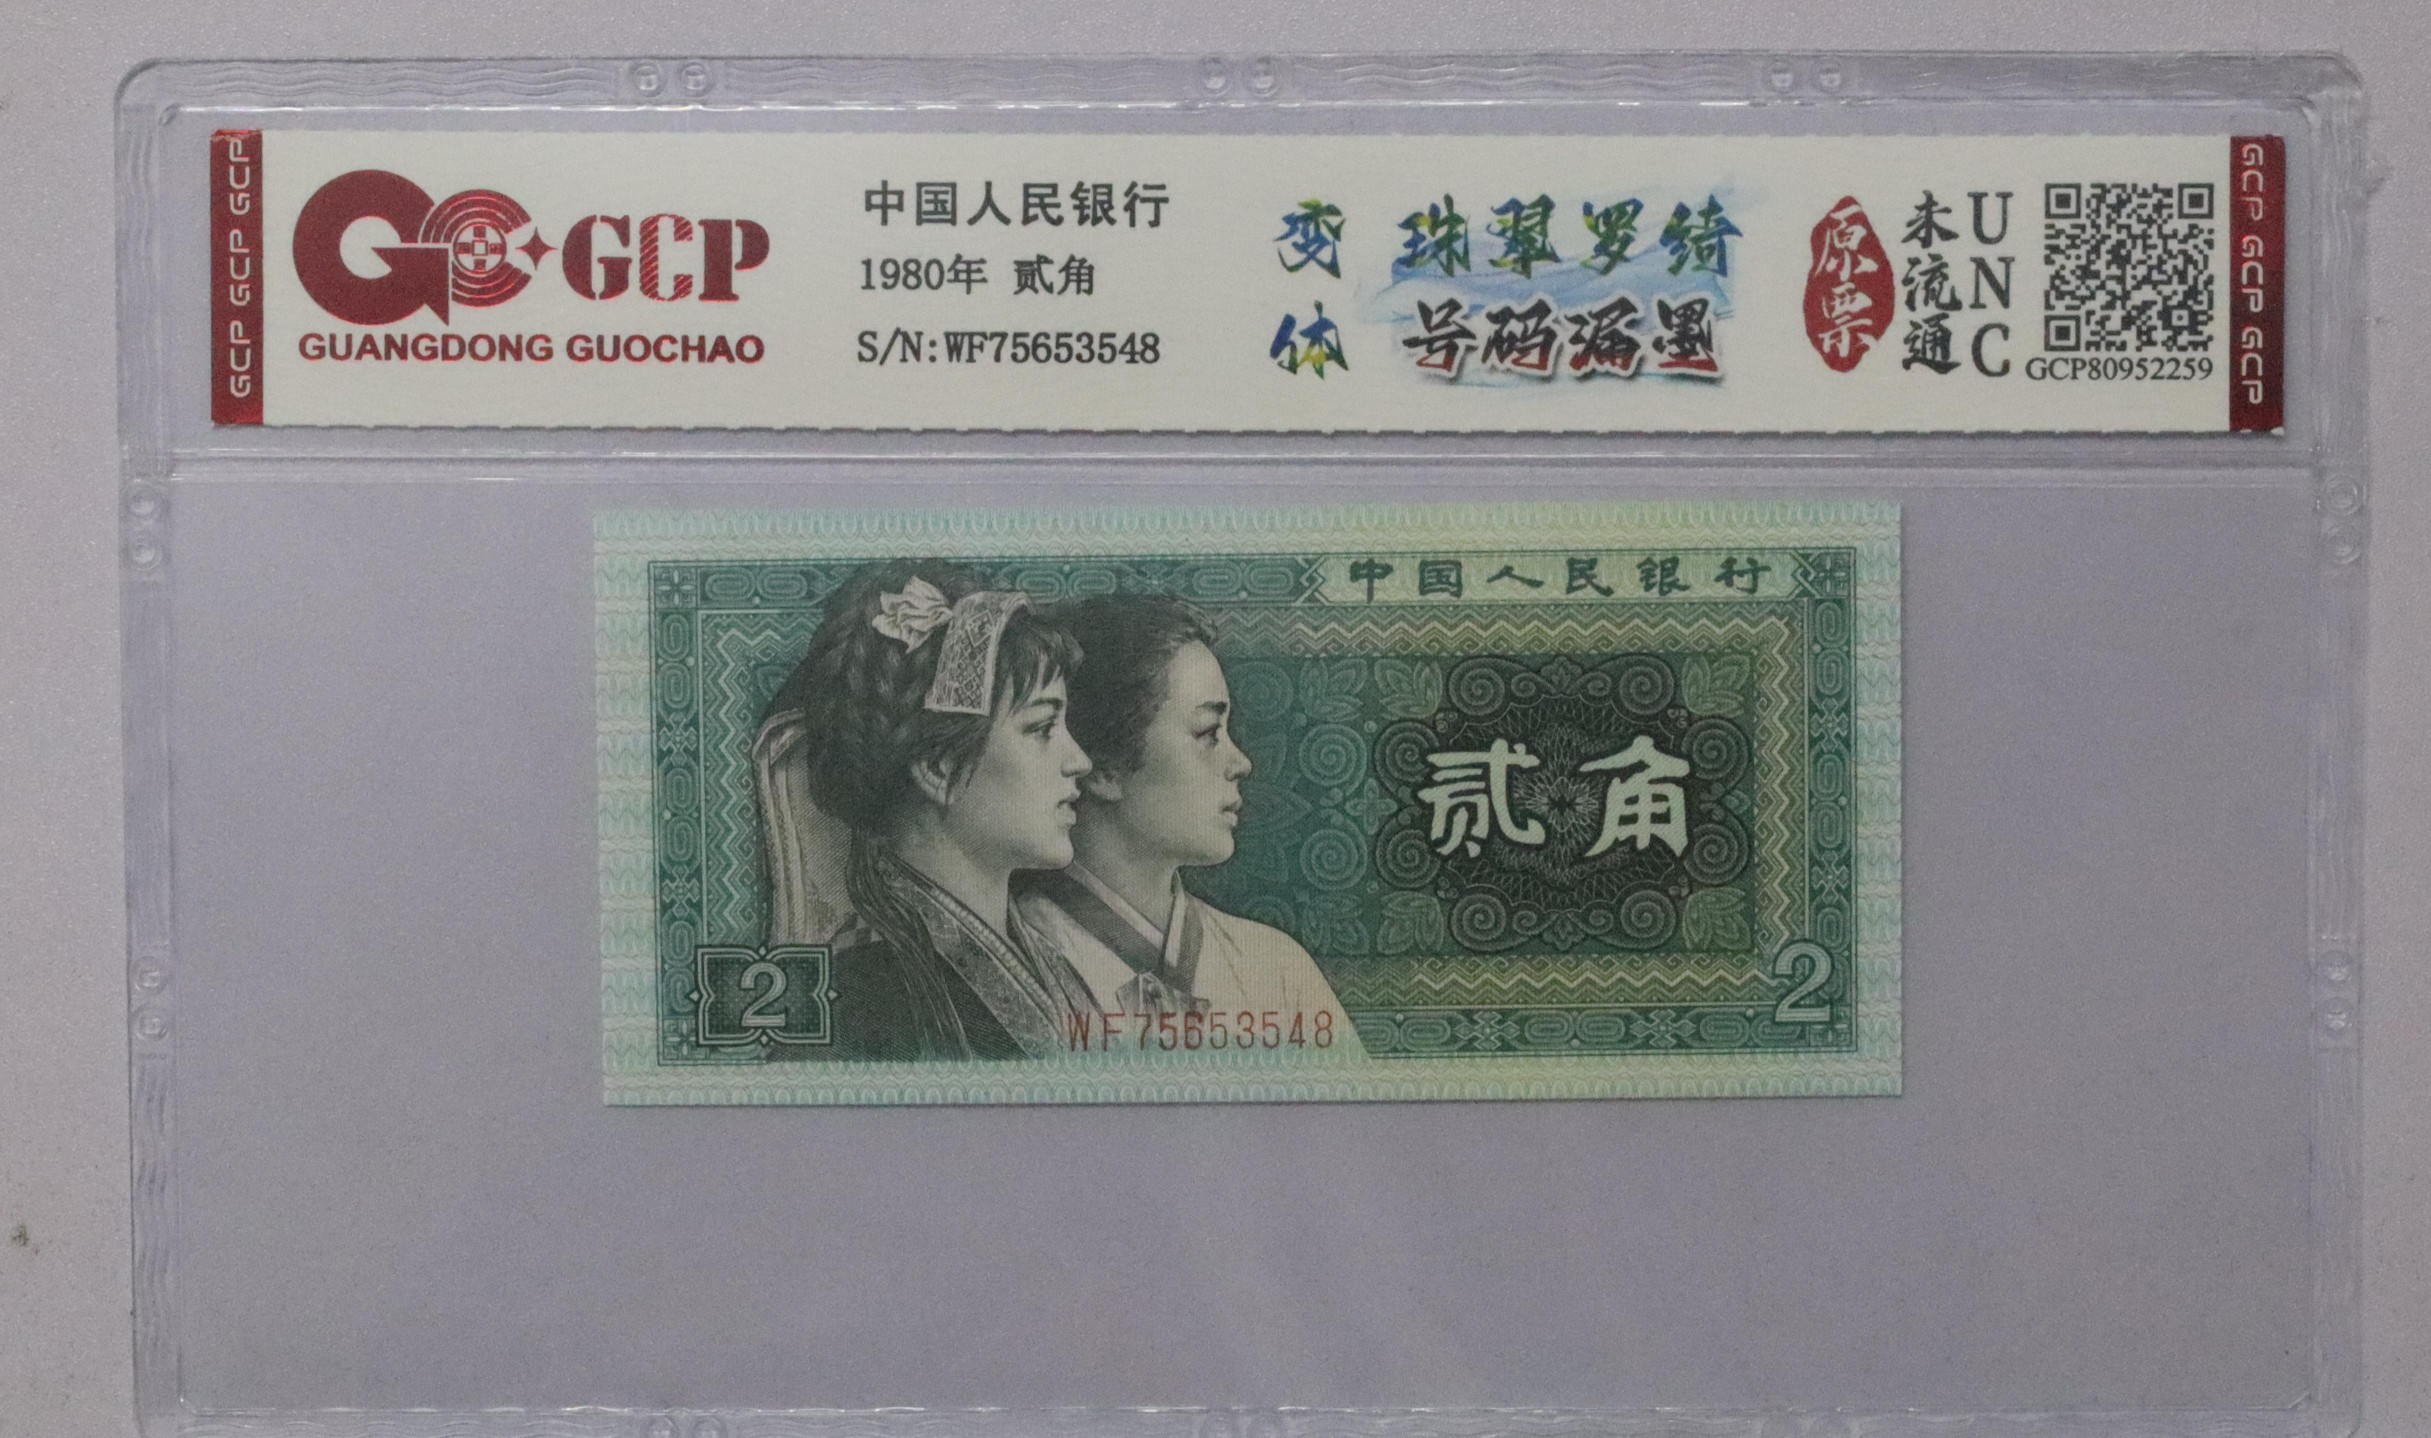 GCP GCP GCP
GCP
GUANGDONG GUOCHAO
中国人民银行
1980年 贰角
S/N:WF75653548
变体
珠翠罗绮
号码漏墨
原票
未流通
UNC
GCP80952259
GCP GCP GCP
中国人民银行
贰角
2
2
WF75653548